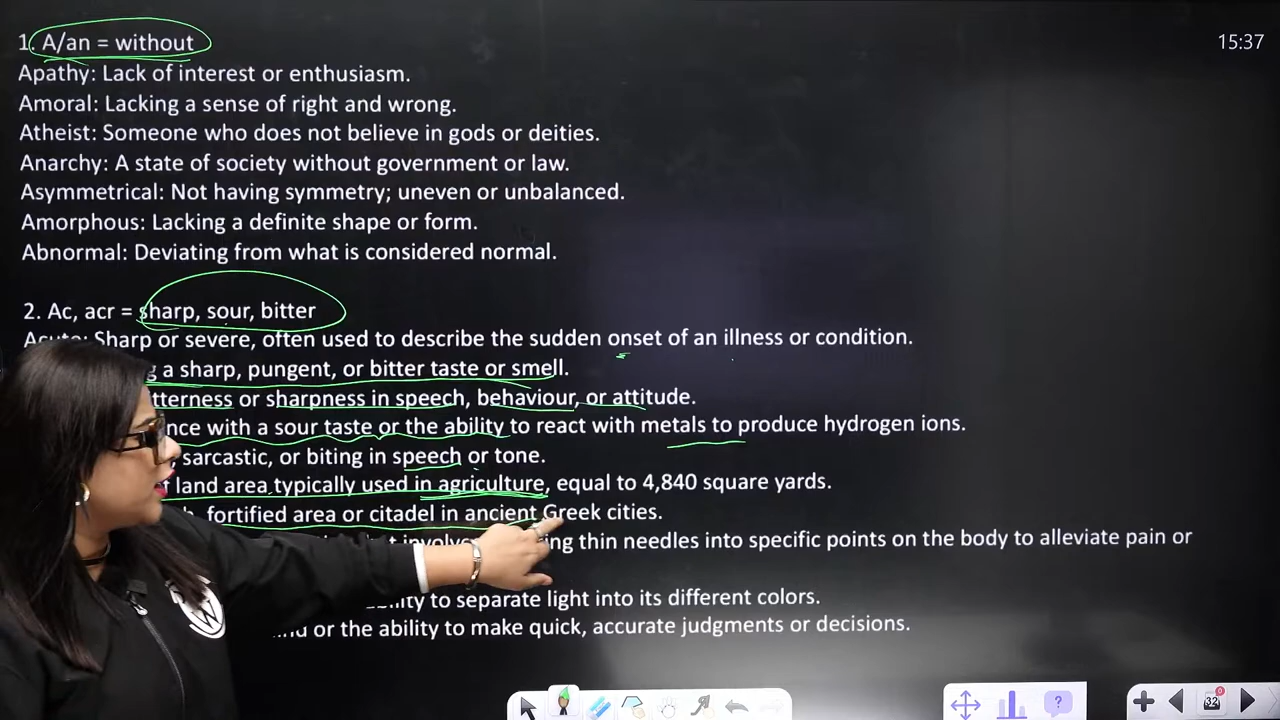 1. A/an = without
15:37
Apathy: Lack of interest or enthusiasm.
Amoral: Lacking a sense of right and wrong.
Atheist: Someone who does not believe in gods or deities.
Anarchy: A state of society without government or law.
Asymmetrical: Not having symmetry; uneven or unbalanced.
Amorphous: Lacking a definite shape or form.
Abnormal: Deviating from what is considered normal.
2. Ac, acr = sharp, sour, bitter
Acute: Sharp or severe, often used to describe the sudden onset of an illness or condition.
a sharp, pungent, or bitter taste or smell.
or sharpness in speech, behaviour, or attitude.
with a sour taste or the ability to react with metals to produce hydrogen ions.
sarcastic, or biting in speech or tone.
land area typically used in agriculture, equal to 4,840 square yards.
fortified area or citadel in ancient Greek cities.
thin needles into specific points on the body to alleviate pain or
to separate light into its different colors.
or the ability to make quick, accurate judgments or decisions.
W
32